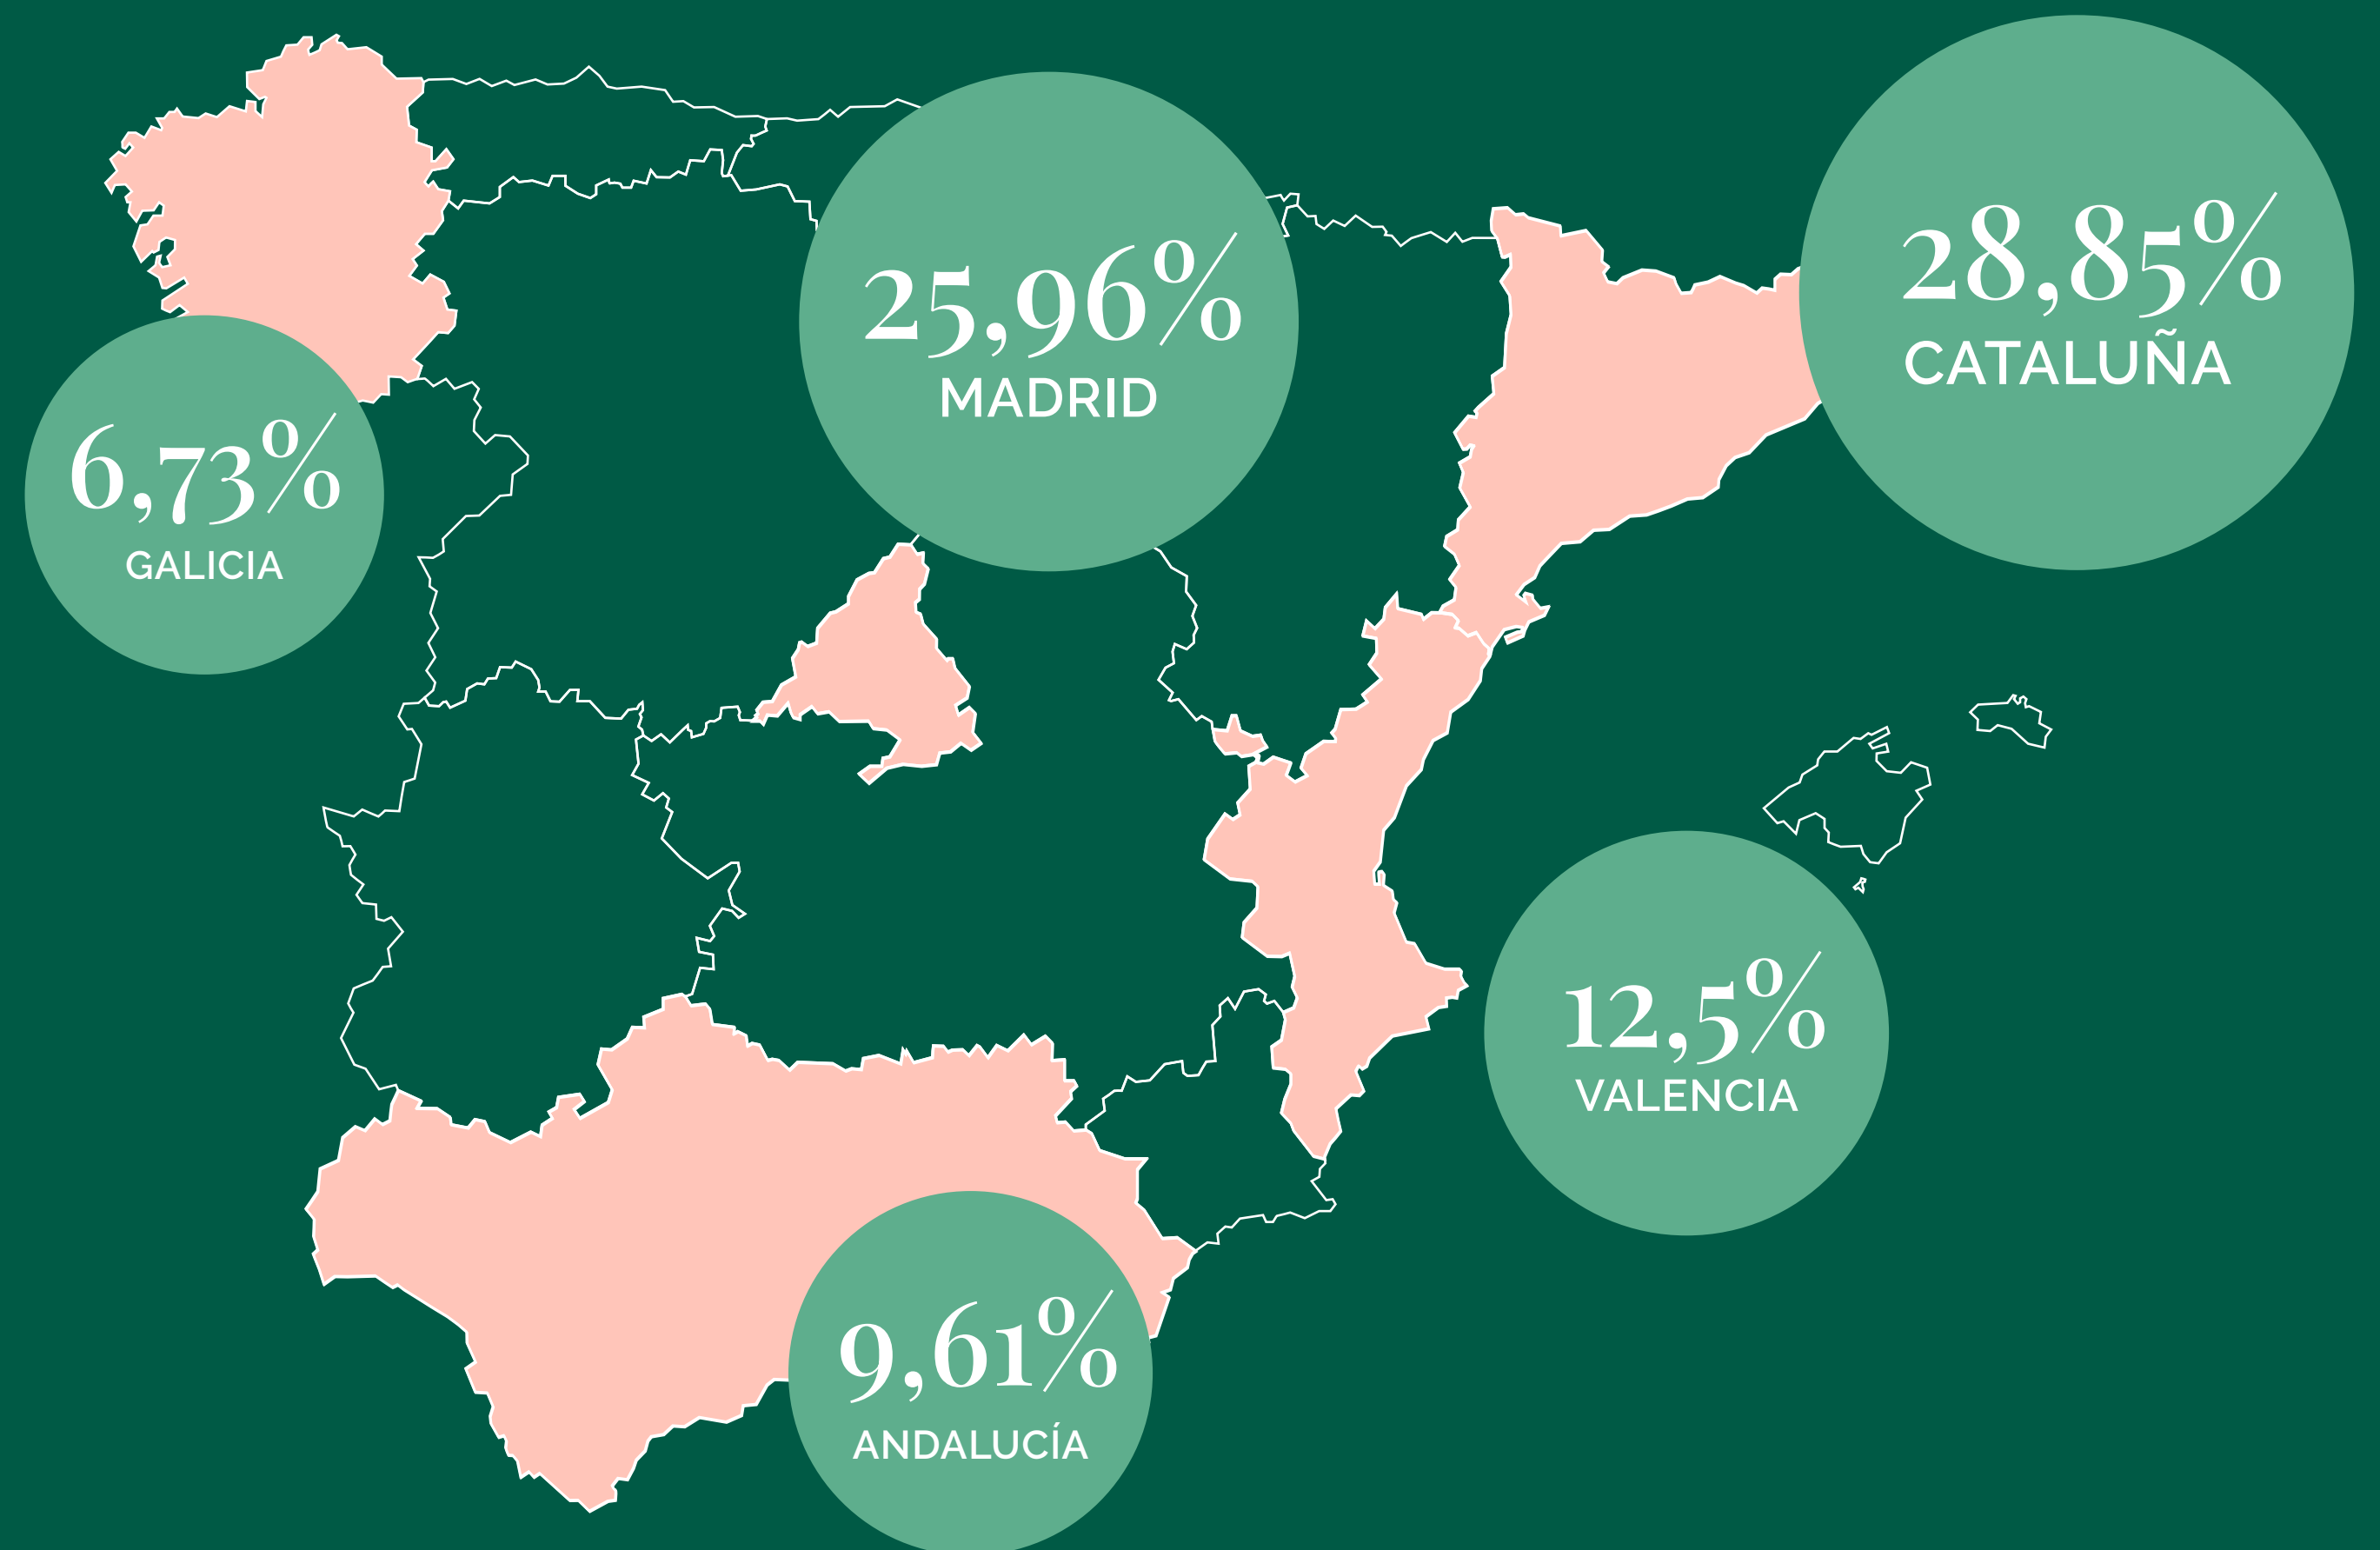 28,85%
CATALUÑA
25,96%
MADRID
6,73%
GALICIA
12,5%
VALENCIA
9,61%
ANDALUCÍA